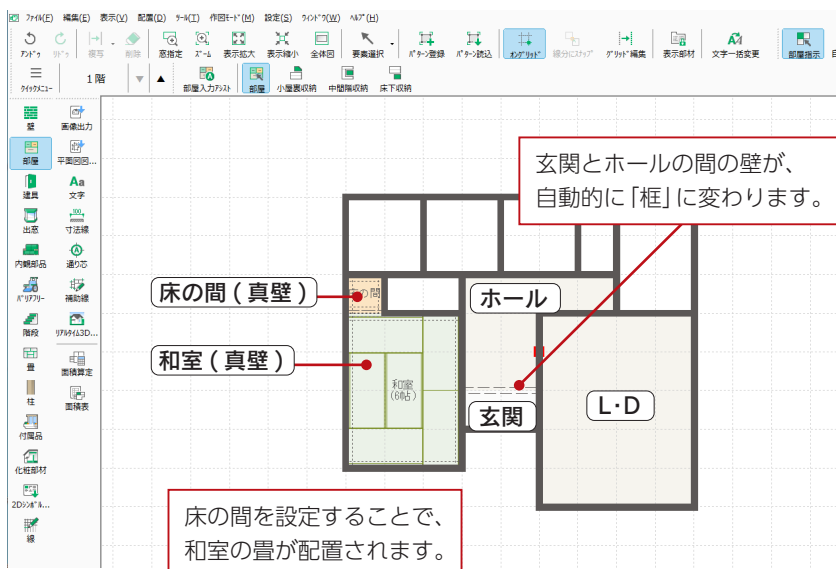 ファイル(F) 編集(E) 表示(V) 配置(D) ツール(T) 作図モード(M) 設定(S) ウインドウ(W) ヘルプ(H)
アンドゥ リドゥ 複写 削除 窓指定 ズーム 表示拡大 表示縮小 全体図 要素選択 パターン登録 パターン読込 オングリッド 線分にスナップ グリッド編集 表示部材 文字一括変更 部屋指示
クイックメニュー 1階 部屋入力アシスト 部屋 小屋裏収納 中間階収納 床下収納
壁 画像出力
部屋 平面図図...
建具 文字
出窓 寸法線
内観部品 通り芯
バリアフリー 補助線
階段 リアルタイム3D...
畳 面積算定
柱 面積表
付属品
化粧部材
2Dシンボル...
線
玄関とホールの間の壁が、
自動的に「框」に変わります。
床の間(真壁)
床の間
ホール
和室(真壁)
和室
(6帖)
玄関
L・D
床の間を設定することで、
和室の畳が配置されます。